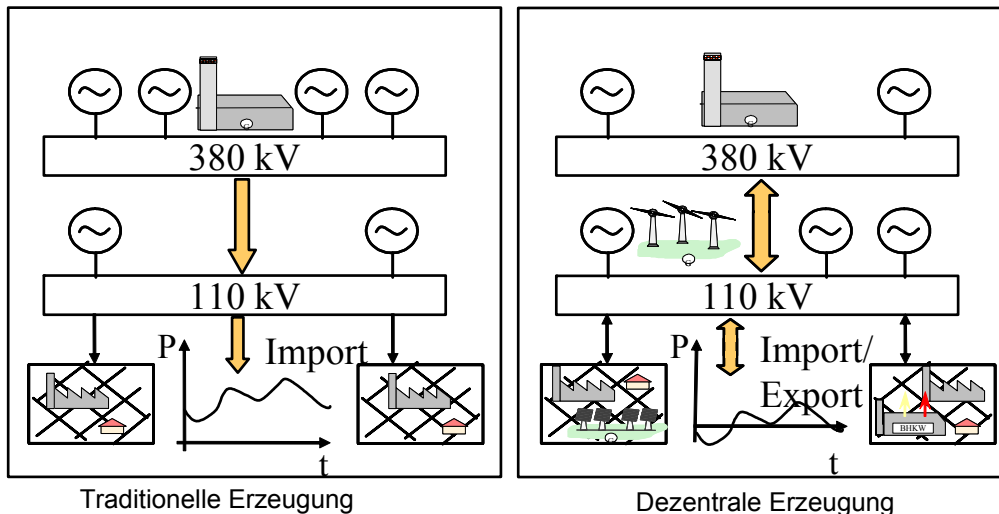 380 kV
110 kV
P
Import
t
Traditionelle Erzeugung
380 kV
110 kV
P
Import/
Export
BHKW
t
Dezentrale Erzeugung